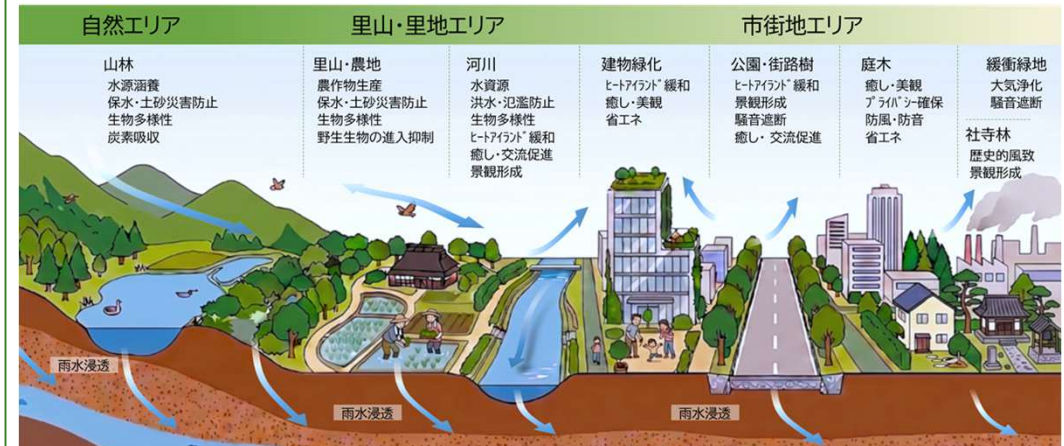 自然エリア
里山・里地エリア
市街地エリア
山林
水源涵養
保水・土砂災害防止
生物多様性
炭素吸収
里山・農地
農作物生産
保水・土砂災害防止
生物多様性
野生生物の進入抑制
河川
水資源
洪水・氾濫防止
生物多様性
ヒートアイランド緩和
癒し・交流促進
景観形成
建物緑化
ヒートアイランド緩和
癒し・美観
省エネ
公園・街路樹
ヒートアイランド緩和
景観形成
騒音遮断
癒し・交流促進
庭木
癒し・美観
プライバシー確保
防風・防音
省エネ
緩衝緑地
大気浄化
騒音遮断
社寺林
歴史的風致
景観形成
雨水浸透
雨水浸透
雨水浸透